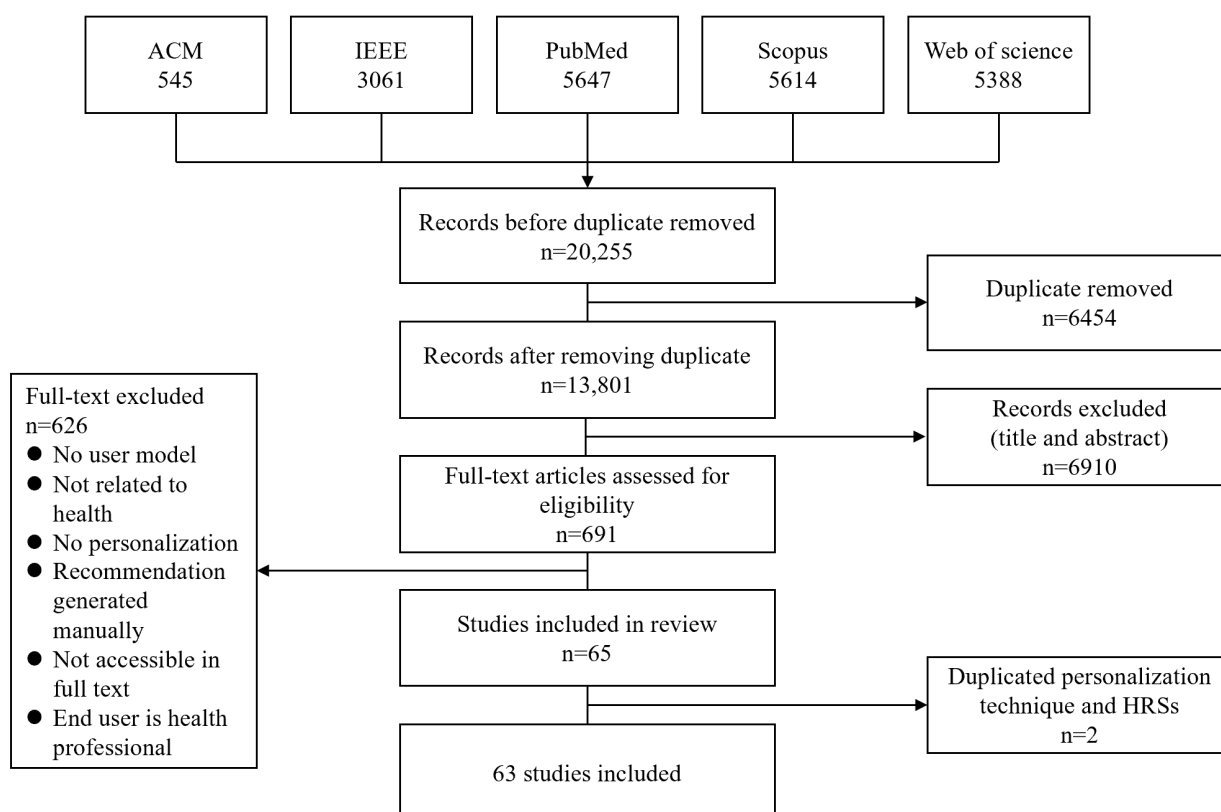 ACM
545
IEEE
3061
PubMed
5647
Scopus
5614
Web of science
5388
Records before duplicate removed
n=20,255
Duplicate removed
n=6454
Records after removing duplicate
n=13,801
Records excluded
(title and abstract)
n=6910
Full-text articles assessed for
eligibility
n=691
Full-text excluded
n=626
● No user model
● Not related to
health
● No personalization
● Recommendation
generated
manually
● Not accessible in
full text
● End user is health
professional
Studies included in review
n=65
Duplicated personalization
technique and HRSs
n=2
63 studies included